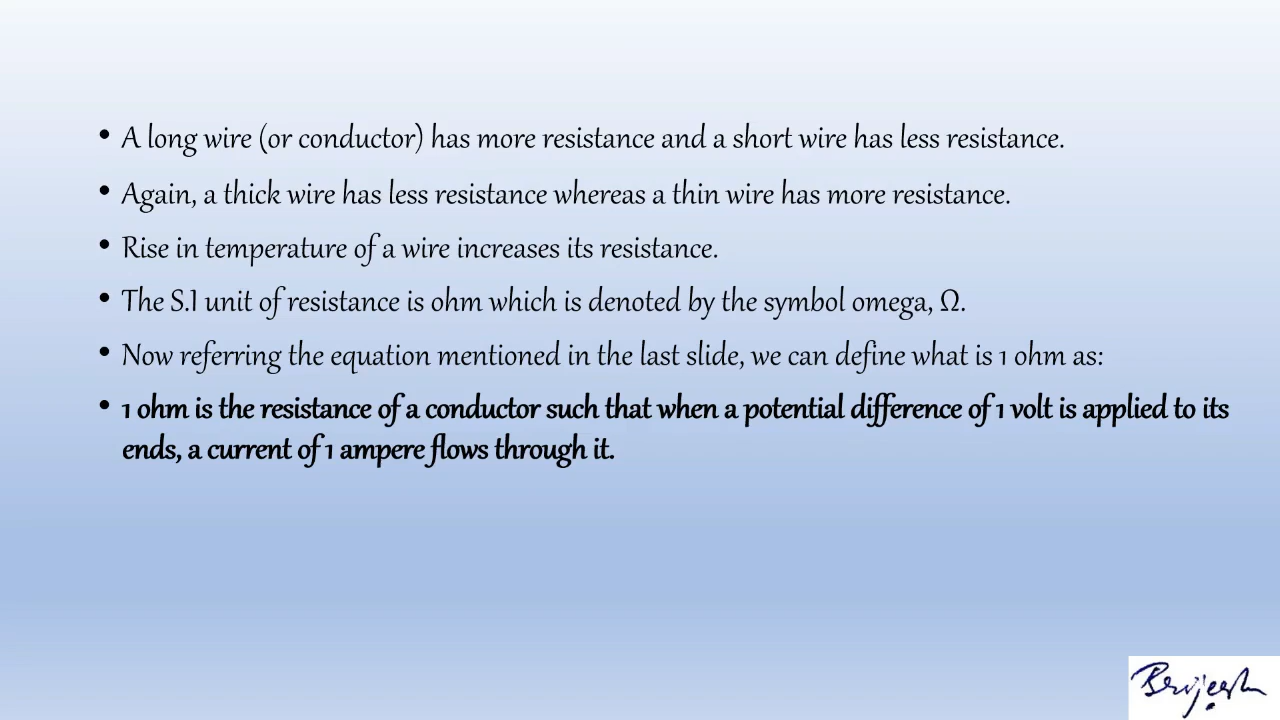 • A long wire (or conductor) has more resistance and a short wire has less resistance.
• Again, a thick wire has less resistance whereas a thin wire has more resistance.
• Rise in temperature of a wire increases its resistance.
• The S.I unit of resistance is ohm which is denoted by the symbol omega, Ω.
• Now referring the equation mentioned in the last slide, we can define what is 1 ohm as:
• 1 ohm is the resistance of a conductor such that when a potential difference of 1 volt is applied to its
ends, a current of 1 ampere flows through it.